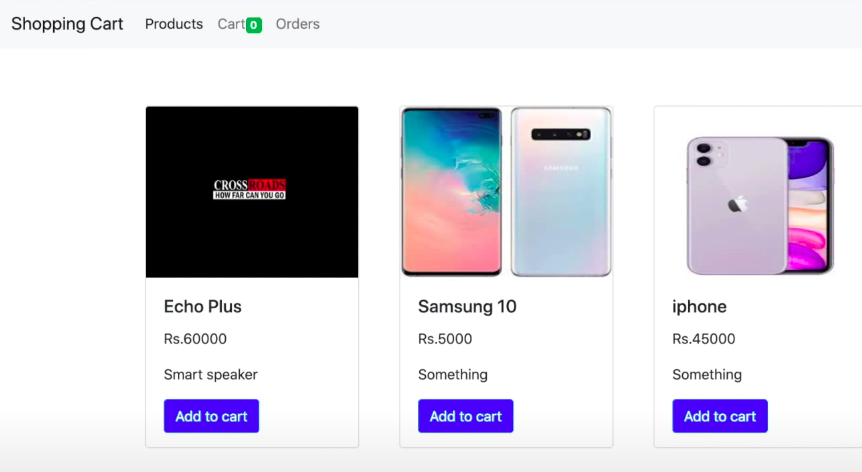 Shopping Cart Products Cart 0 Orders
CROSSROADS
HOW FAR CAN YOU GO
SAMSUNG
Echo Plus
Rs.60000
Smart speaker
Add to cart
Samsung 10
Rs.5000
Something
Add to cart
iphone
Rs.45000
Something
Add to cart